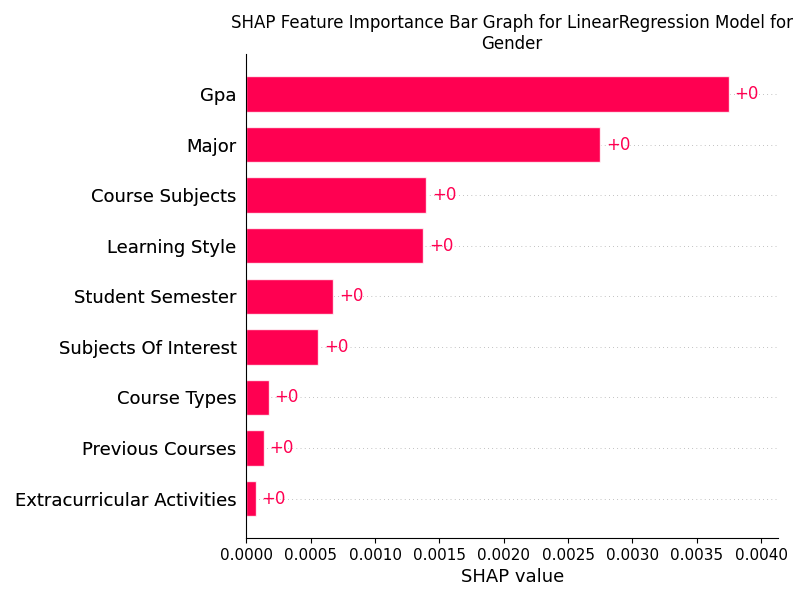 SHAP Feature Importance Bar Graph for LinearRegression Model for
Gender
Gpa +0
Major +0
Course Subjects +0
Learning Style +0
Student Semester +0
Subjects Of Interest +0
Course Types +0
Previous Courses +0
Extracurricular Activities +0
0.0000 0.0005 0.0010 0.0015 0.0020 0.0025 0.0030 0.0035 0.0040
SHAP value